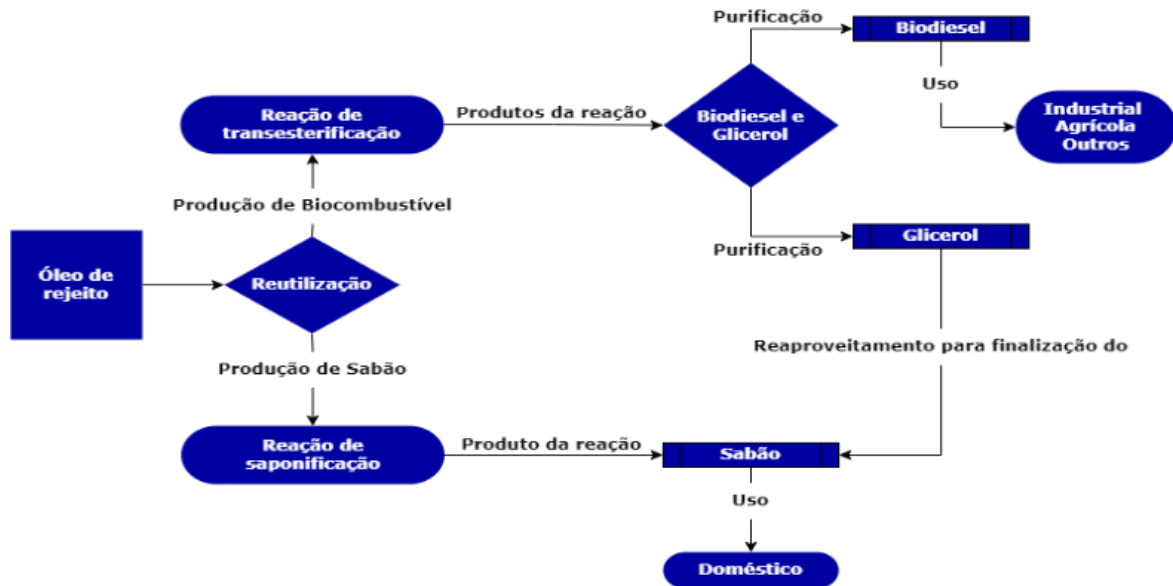 Purificação
Biodiesel
Uso
Industrial
Agrícola
Outros
Reação de
transesterificação
Produtos da reação
Biodiesel e
Glicerol
Produção de Biocombustível
Purificação
Glicerol
Óleo de
rejeito
Reutilização
Reaproveitamento para finalização do
Produção de Sabão
Reação de
saponificação
Produto da reação
Sabão
Uso
Doméstico